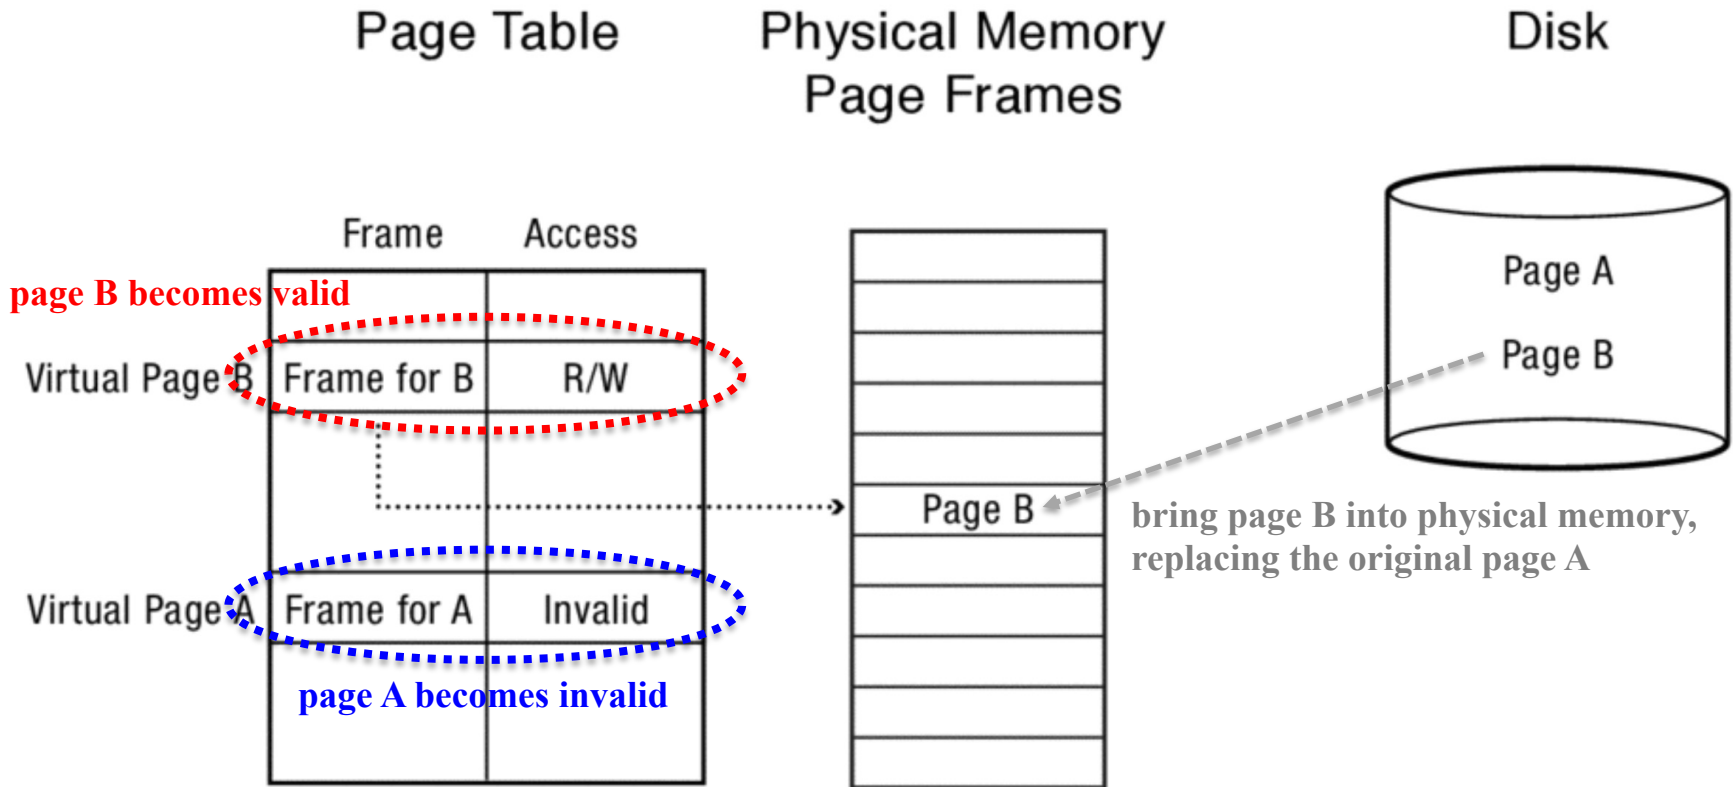 Page Table
Physical Memory
Page Frames
Disk
Frame
Access
page B becomes valid
Virtual Page B
Frame for B
R/W
Virtual Page A
Frame for A
Invalid
page A becomes invalid
Page B
Page A
Page B
bring page B into physical memory,
replacing the original page A